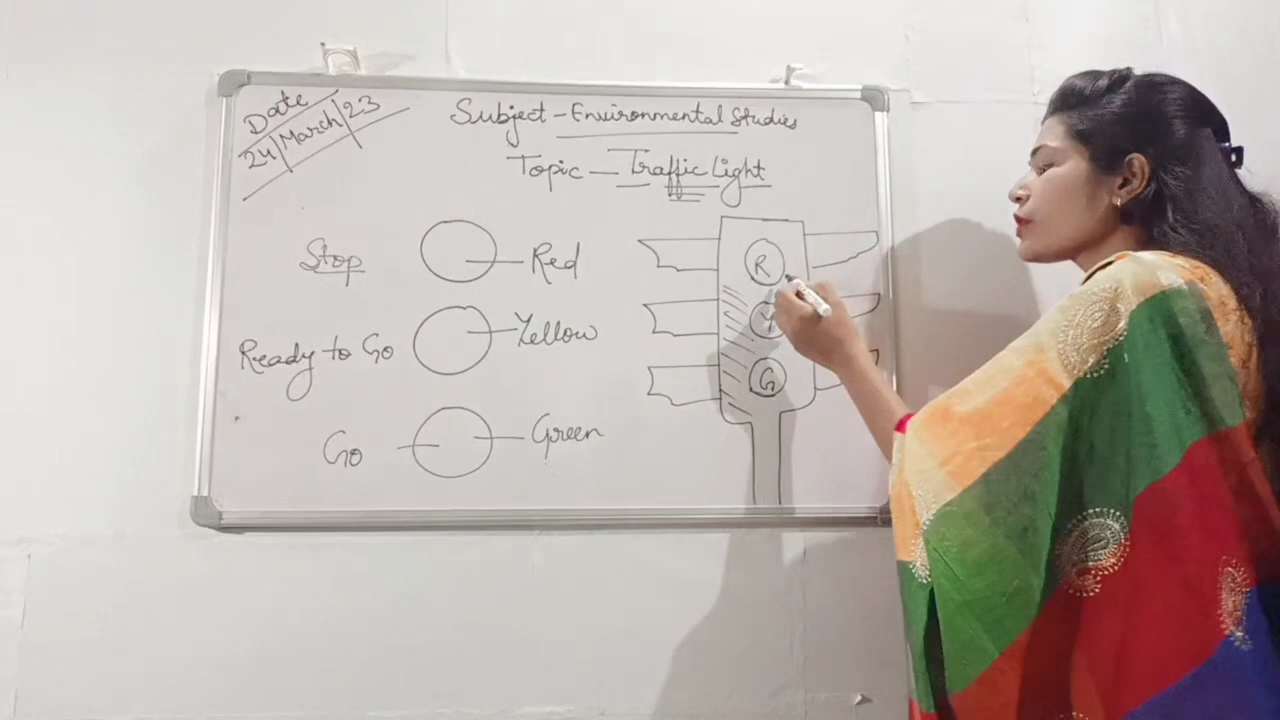 Date
24/March/23
Subject - Environmental Studies
Topic - Traffic Light
Stop
Red
R
Ready to Go
Yellow
Y
Go
Green
G